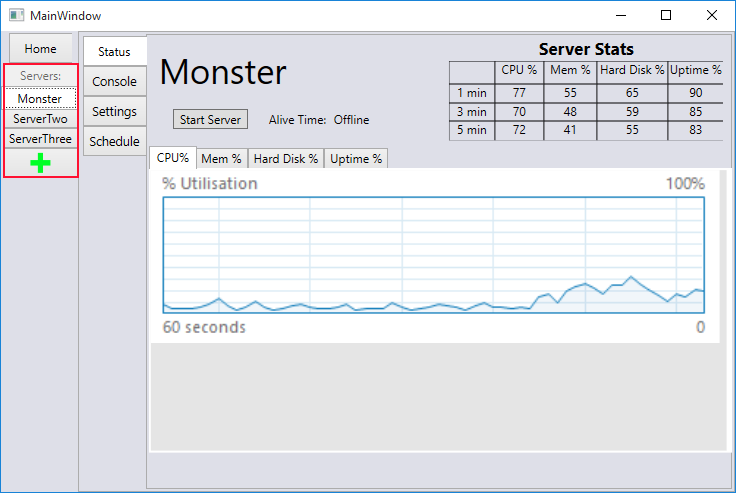 MainWindow
Home
Servers:
Monster
ServerTwo
ServerThree
Status
Console
Settings
Schedule
Monster
Start Server
Alive Time: Offline
Server Stats
CPU % Mem % Hard Disk % Uptime %
1 min 77 55 65 90
3 min 70 48 59 85
5 min 72 41 55 83
CPU% Mem % Hard Disk % Uptime %
% Utilisation 100%
60 seconds 0